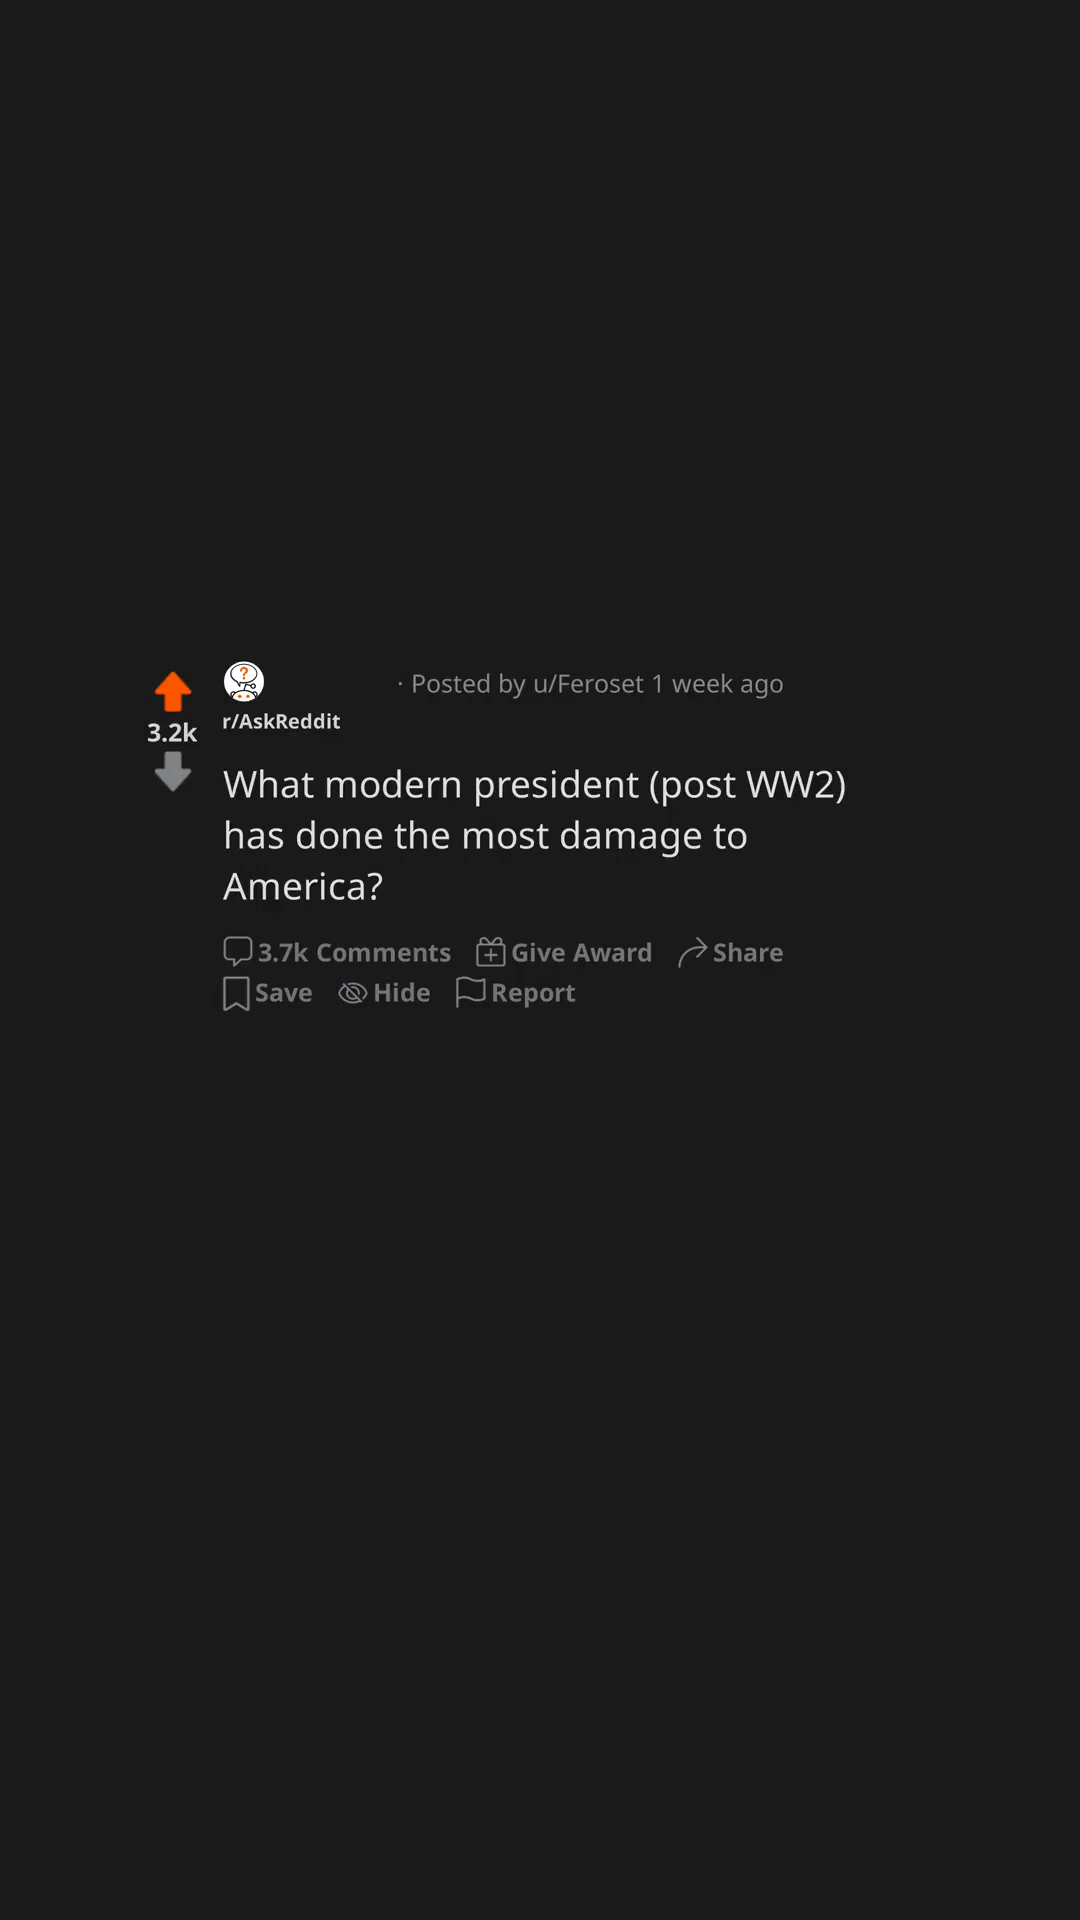 · Posted by u/Feroset 1 week ago
r/AskReddit
3.2k
What modern president (post WW2)
has done the most damage to
America?
3.7k Comments Give Award Share
Save Hide Report